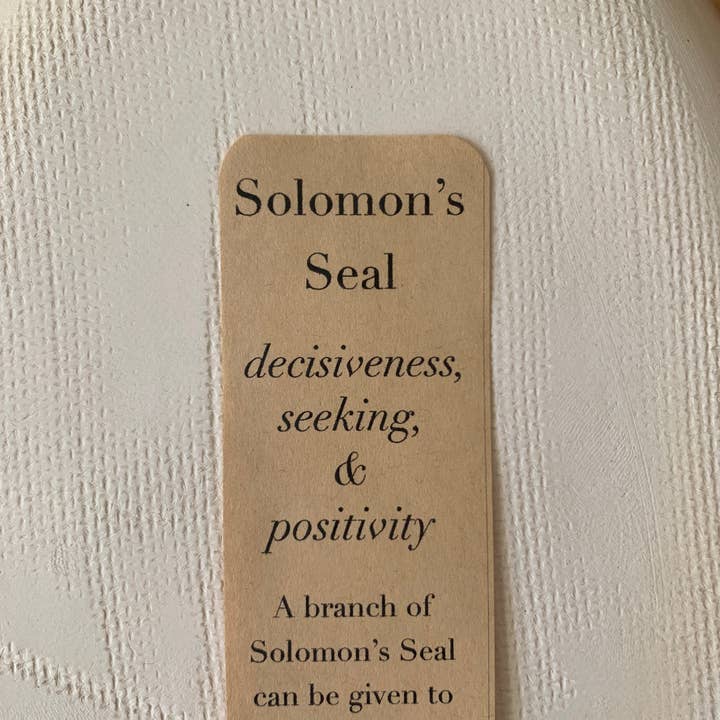 Solomon’s
Seal
decisiveness,
seeking,
&
positivity
A branch of
Solomon’s Seal
can be given to